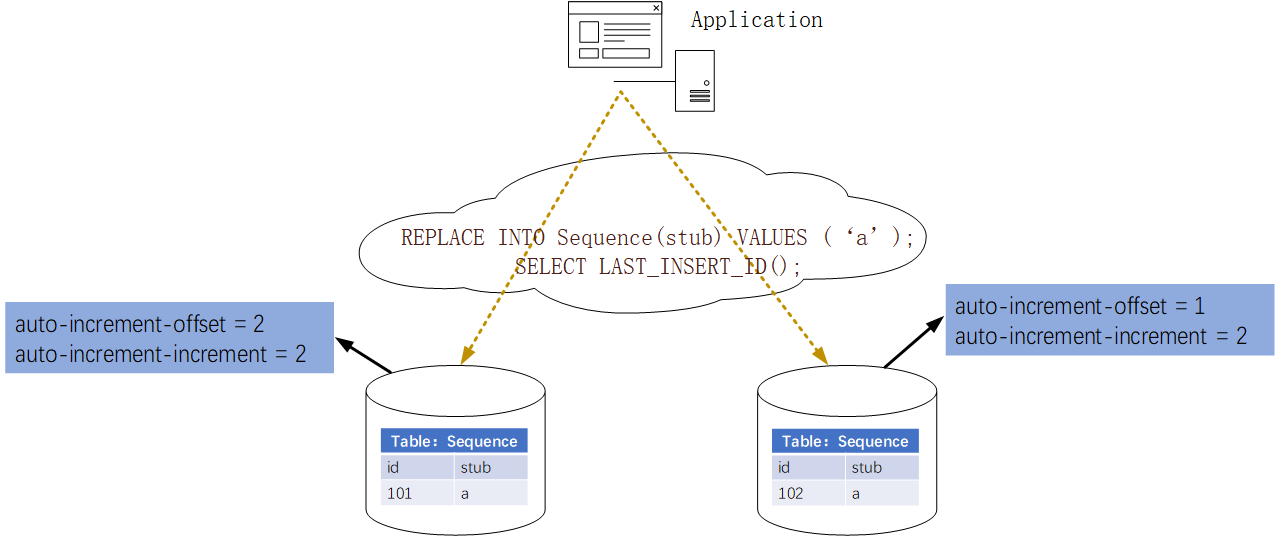 Application
REPLACE INTO Sequence(stub) VALUES (‘a’);
SELECT LAST_INSERT_ID();
auto-increment-offset = 2
auto-increment-increment = 2
auto-increment-offset = 1
auto-increment-increment = 2
Table：Sequence
id stub
101 a
Table：Sequence
id stub
102 a